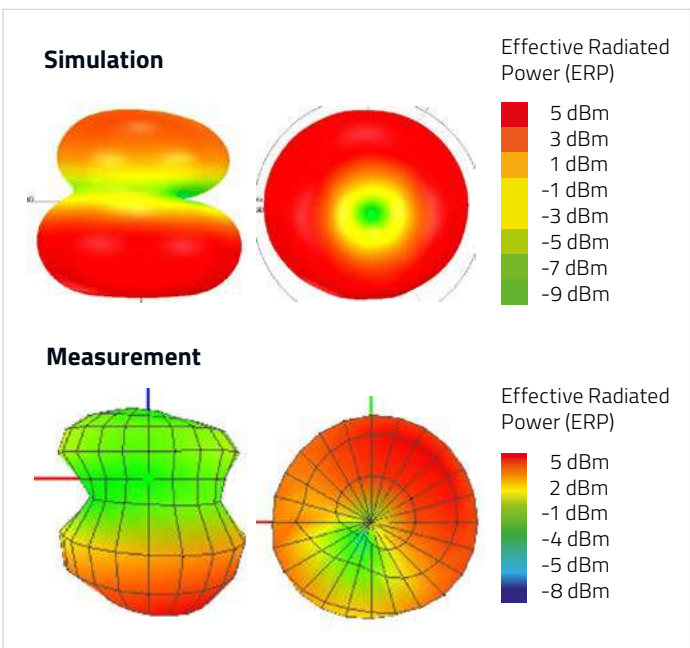 Simulation
Effective Radiated
Power (ERP)
5 dBm
3 dBm
1 dBm
-1 dBm
-3 dBm
-5 dBm
-7 dBm
-9 dBm
Measurement
Effective Radiated
Power (ERP)
5 dBm
2 dBm
-1 dBm
-4 dBm
-5 dBm
-8 dBm